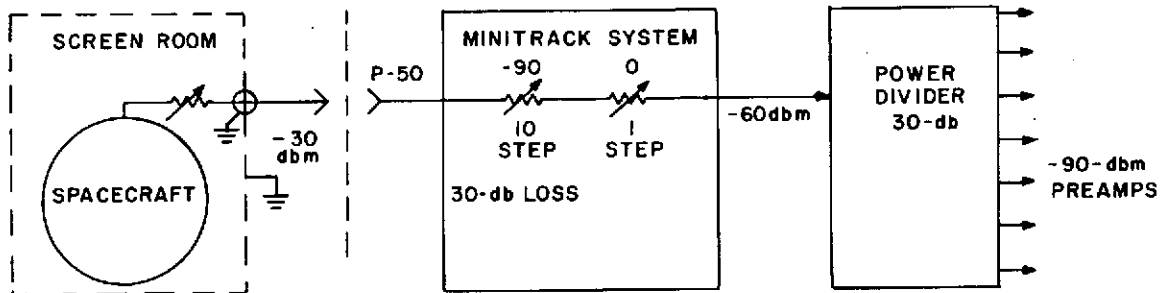 SCREEN ROOM
-30
dbm
SPACECRAFT
P-50
MINITRACK SYSTEM
-90
0
10
STEP
1
STEP
30-db LOSS
-60dbm
POWER
DIVIDER
30-db
-90-dbm
PREAMPS